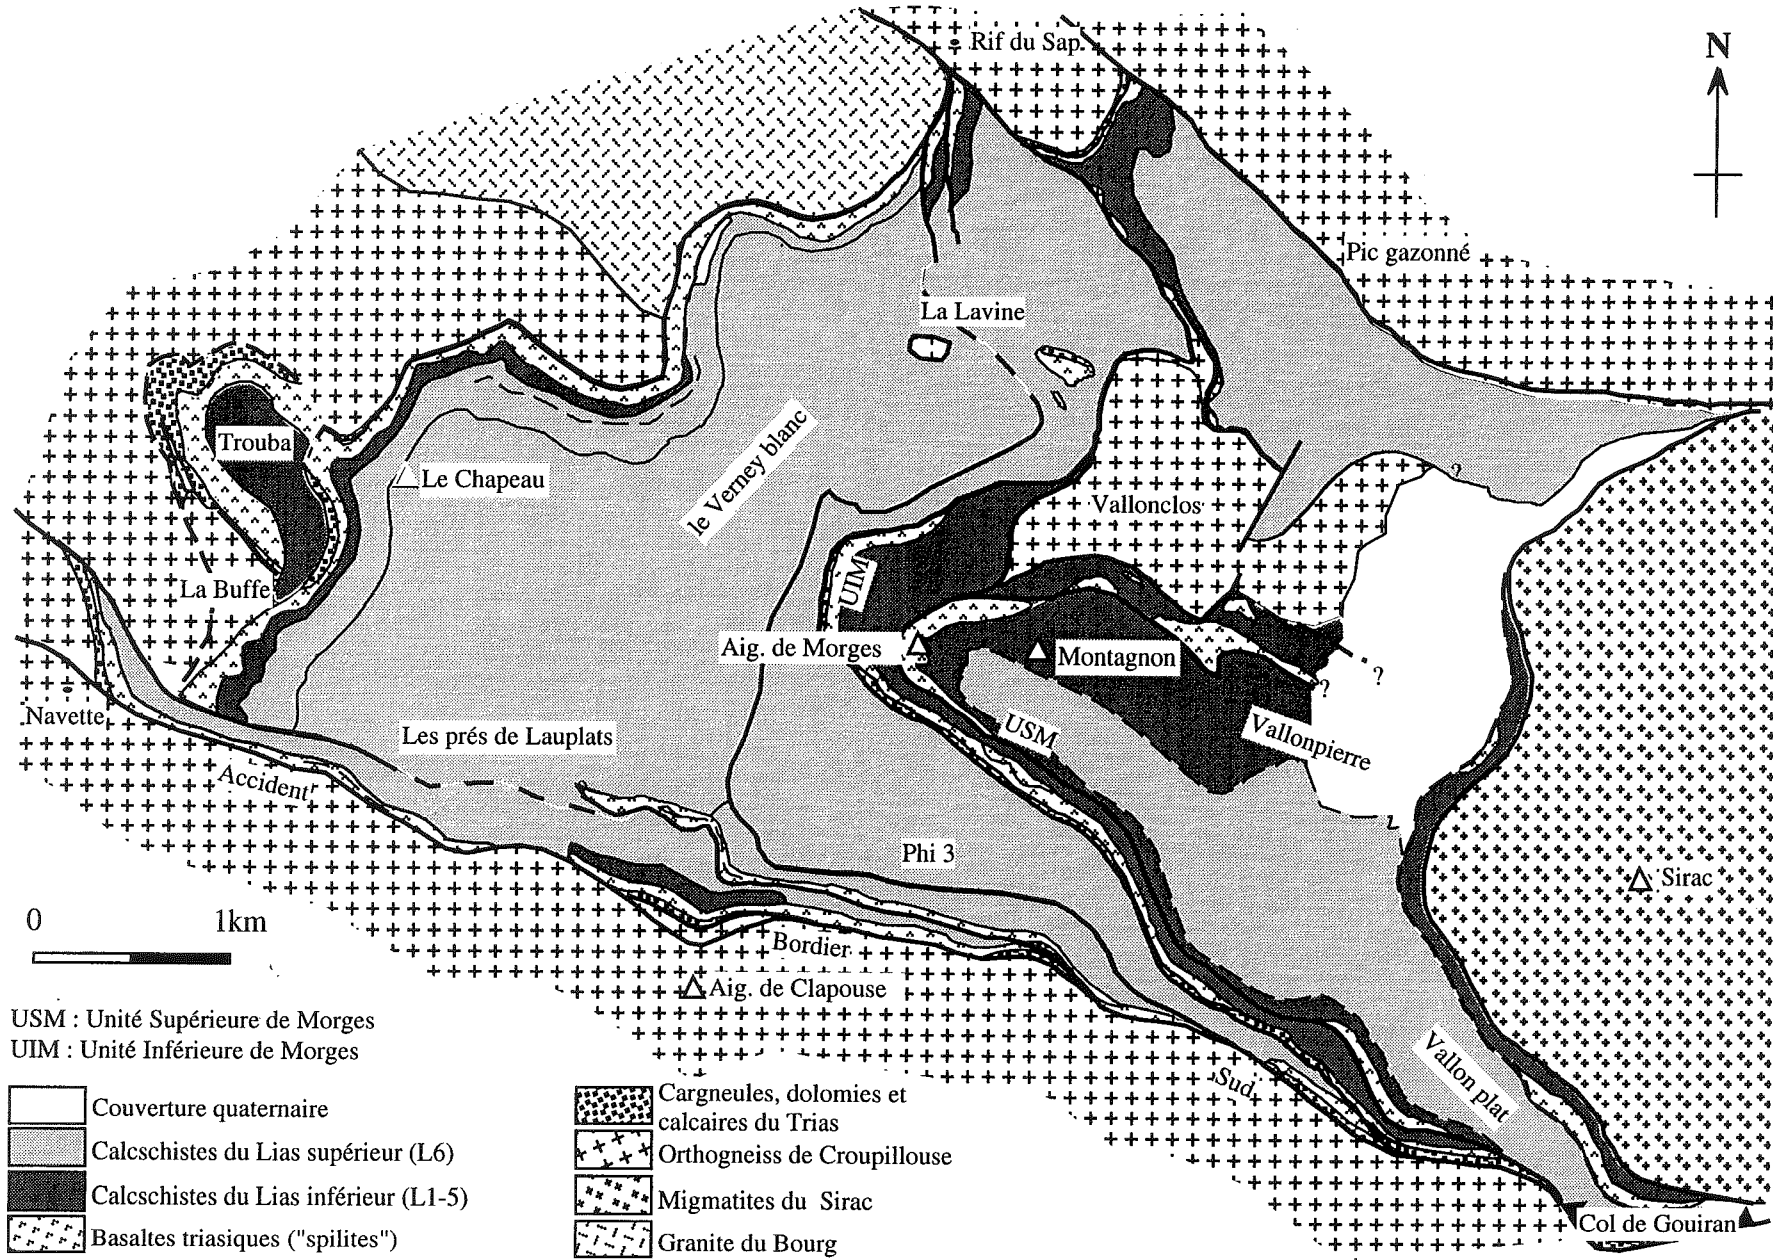 Rif du Sap.
N
Pic gazonné
La Lavine
Trouba
Le Chapeau
le Verney blanc
Vallonclos
UIM
La Buffe
Aig. de Morges
Montagnon
?
?
?
Navette
Les prés de Lauplats
USM
Vallonpierre
Accident
Phi 3
Sirac
0 1km
Bordier
Aig. de Clapouse
Sud
Vallon plat
Col de Gouiran
USM : Unité Supérieure de Morges
UIM : Unité Inférieure de Morges
Couverture quaternaire
Calcschistes du Lias supérieur (L6)
Calcschistes du Lias inférieur (L1-5)
Basaltes triasiques ("spilites")
Cargneules, dolomies et
calcaires du Trias
Orthogneiss de Croupillouse
Migmatites du Sirac
Granite du Bourg